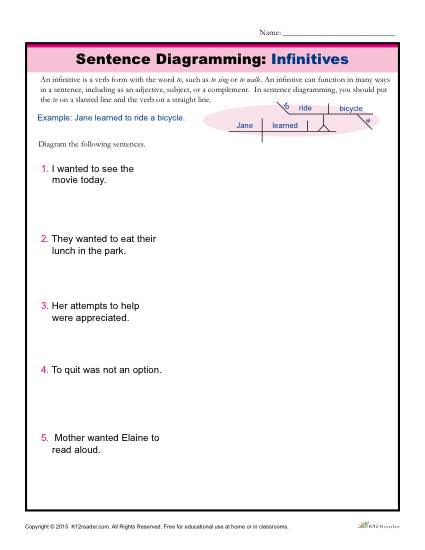 Name: ___________________________
Sentence Diagramming: Infinitives
An infinitive is a verb form with the word to, such as to sing or to walk. An infinitive can function in many ways
in a sentence, including as an adjective, subject, or a complement. In sentence diagramming, you should put
the to on a slanted line and the verb on a straight line.
Example: Jane learned to ride a bicycle.
to ride bicycle
a
Jane learned
Diagram the following sentences.
1. I wanted to see the
movie today.
2. They wanted to eat their
lunch in the park.
3. Her attempts to help
were appreciated.
4. To quit was not an option.
5. Mother wanted Elaine to
read aloud.
Copyright © 2015 K12reader.com. All Rights Reserved. Free for educational use at home or in classrooms.
K12Reader